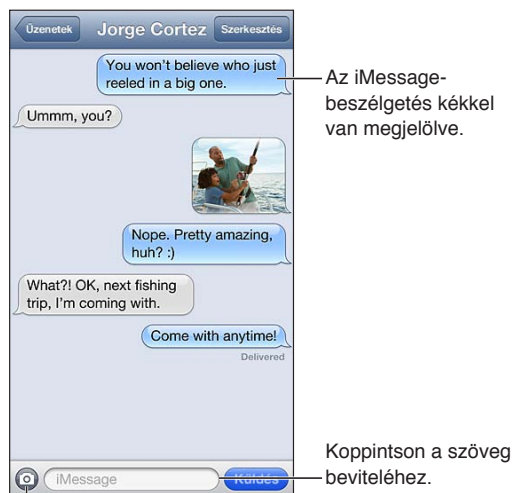 Üzenetek Jorge Cortez Szerkesztés
You won't believe who just
reeled in a big one.
Az iMessage-
beszélgetés kékkel
van megjelölve.
Ummm, you?
Nope. Pretty amazing,
huh? :)
What?! OK, next fishing
trip, I'm coming with.
Come with anytime!
Delivered
iMessage Küldés
Koppintson a szöveg
beviteléhez.